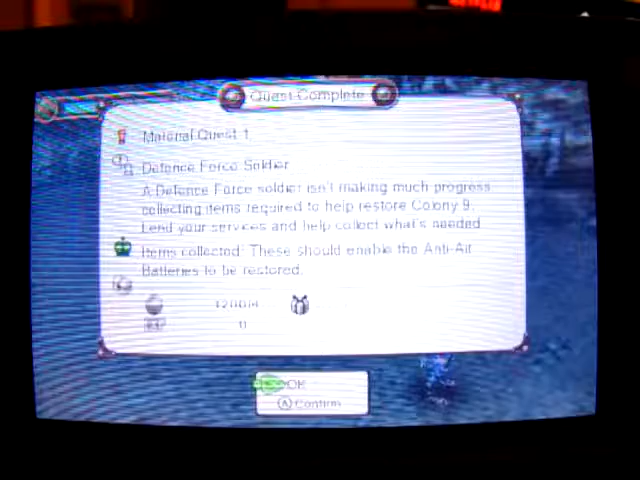 Quest Complete
Material Quest 1
Defence Force Soldier
A Defence Force soldier isn't making much progress
collecting items required to help restore Colony 9.
Lend your services and help collect what's needed.
Items collected! These should enable the Anti-Air
Batteries to be restored.
0
OK
A Confirm